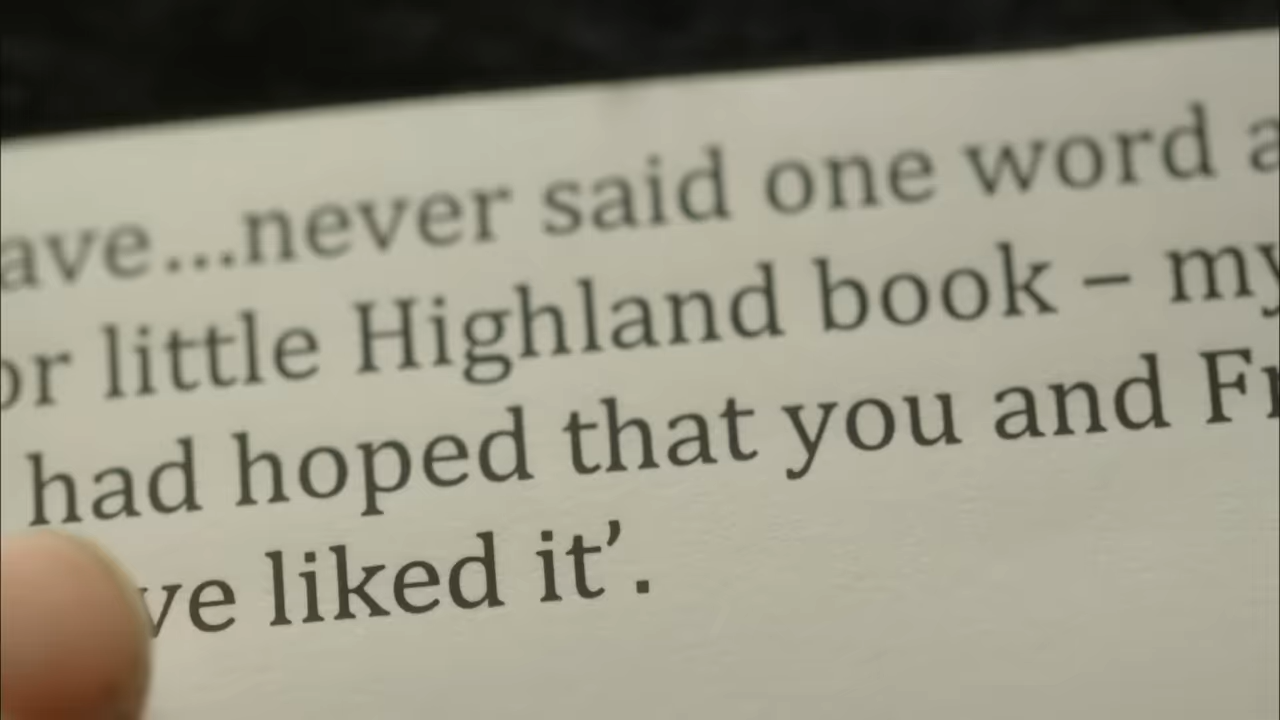 ave...never said one word a
or little Highland book – my
had hoped that you and Fr
ve liked it’.